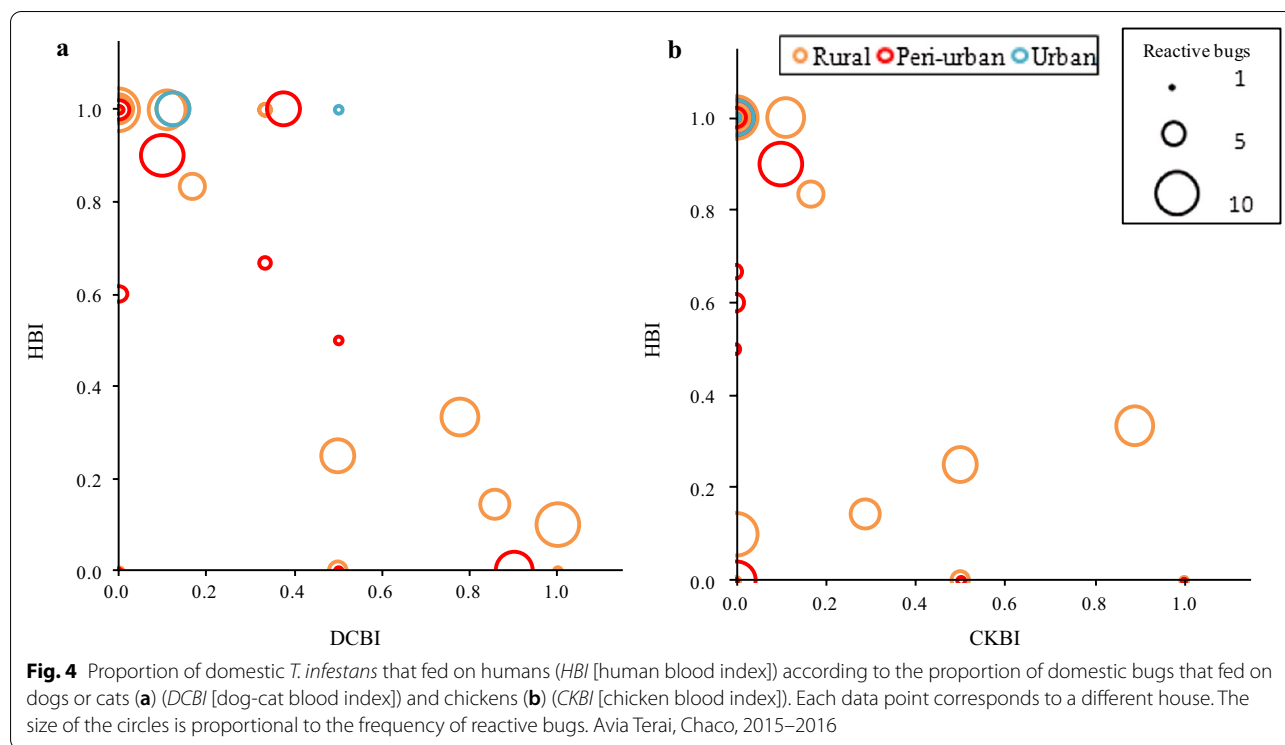 a
b
Rural Peri-urban Urban
Reactive bugs
1
5
10
1.0
0.8
0.6
0.4
0.2
0.0
HBI
0.0 0.2 0.4 0.6 0.8 1.0
DCBI
1.0
0.8
0.6
0.4
0.2
0.0
HBI
0.0 0.2 0.4 0.6 0.8 1.0
CKBI
Fig. 4 Proportion of domestic T. infestans that fed on humans (HBI [human blood index]) according to the proportion of domestic bugs that fed on
dogs or cats (a) (DCBI [dog-cat blood index]) and chickens (b) (CKBI [chicken blood index]). Each data point corresponds to a different house. The
size of the circles is proportional to the frequency of reactive bugs. Avia Terai, Chaco, 2015–2016